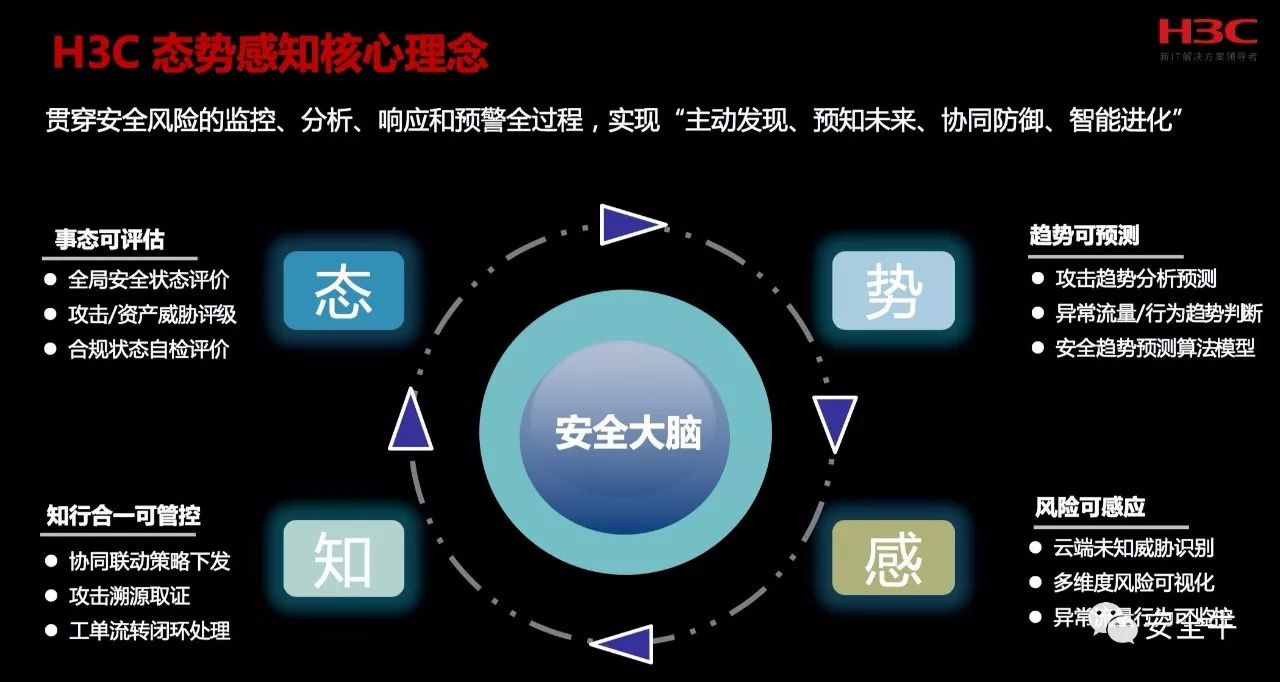 H3C 态势感知核心理念
H3C
新IT解决方案领导者
贯穿安全风险的监控、分析、响应和预警全过程，实现“主动发现、预知未来、协同防御、智能进化”
事态可评估
全局安全状态评价
攻击/资产威胁评级
合规状态自检评价
态
势
趋势可预测
攻击趋势分析预测
异常流量/行为趋势判断
安全趋势预测算法模型
安全大脑
知行合一可管控
协同联动策略下发
攻击溯源取证
工单流转闭环处理
知
感
风险可感应
云端未知威胁识别
多维度风险可视化
异常流量行为可监控
安全牛